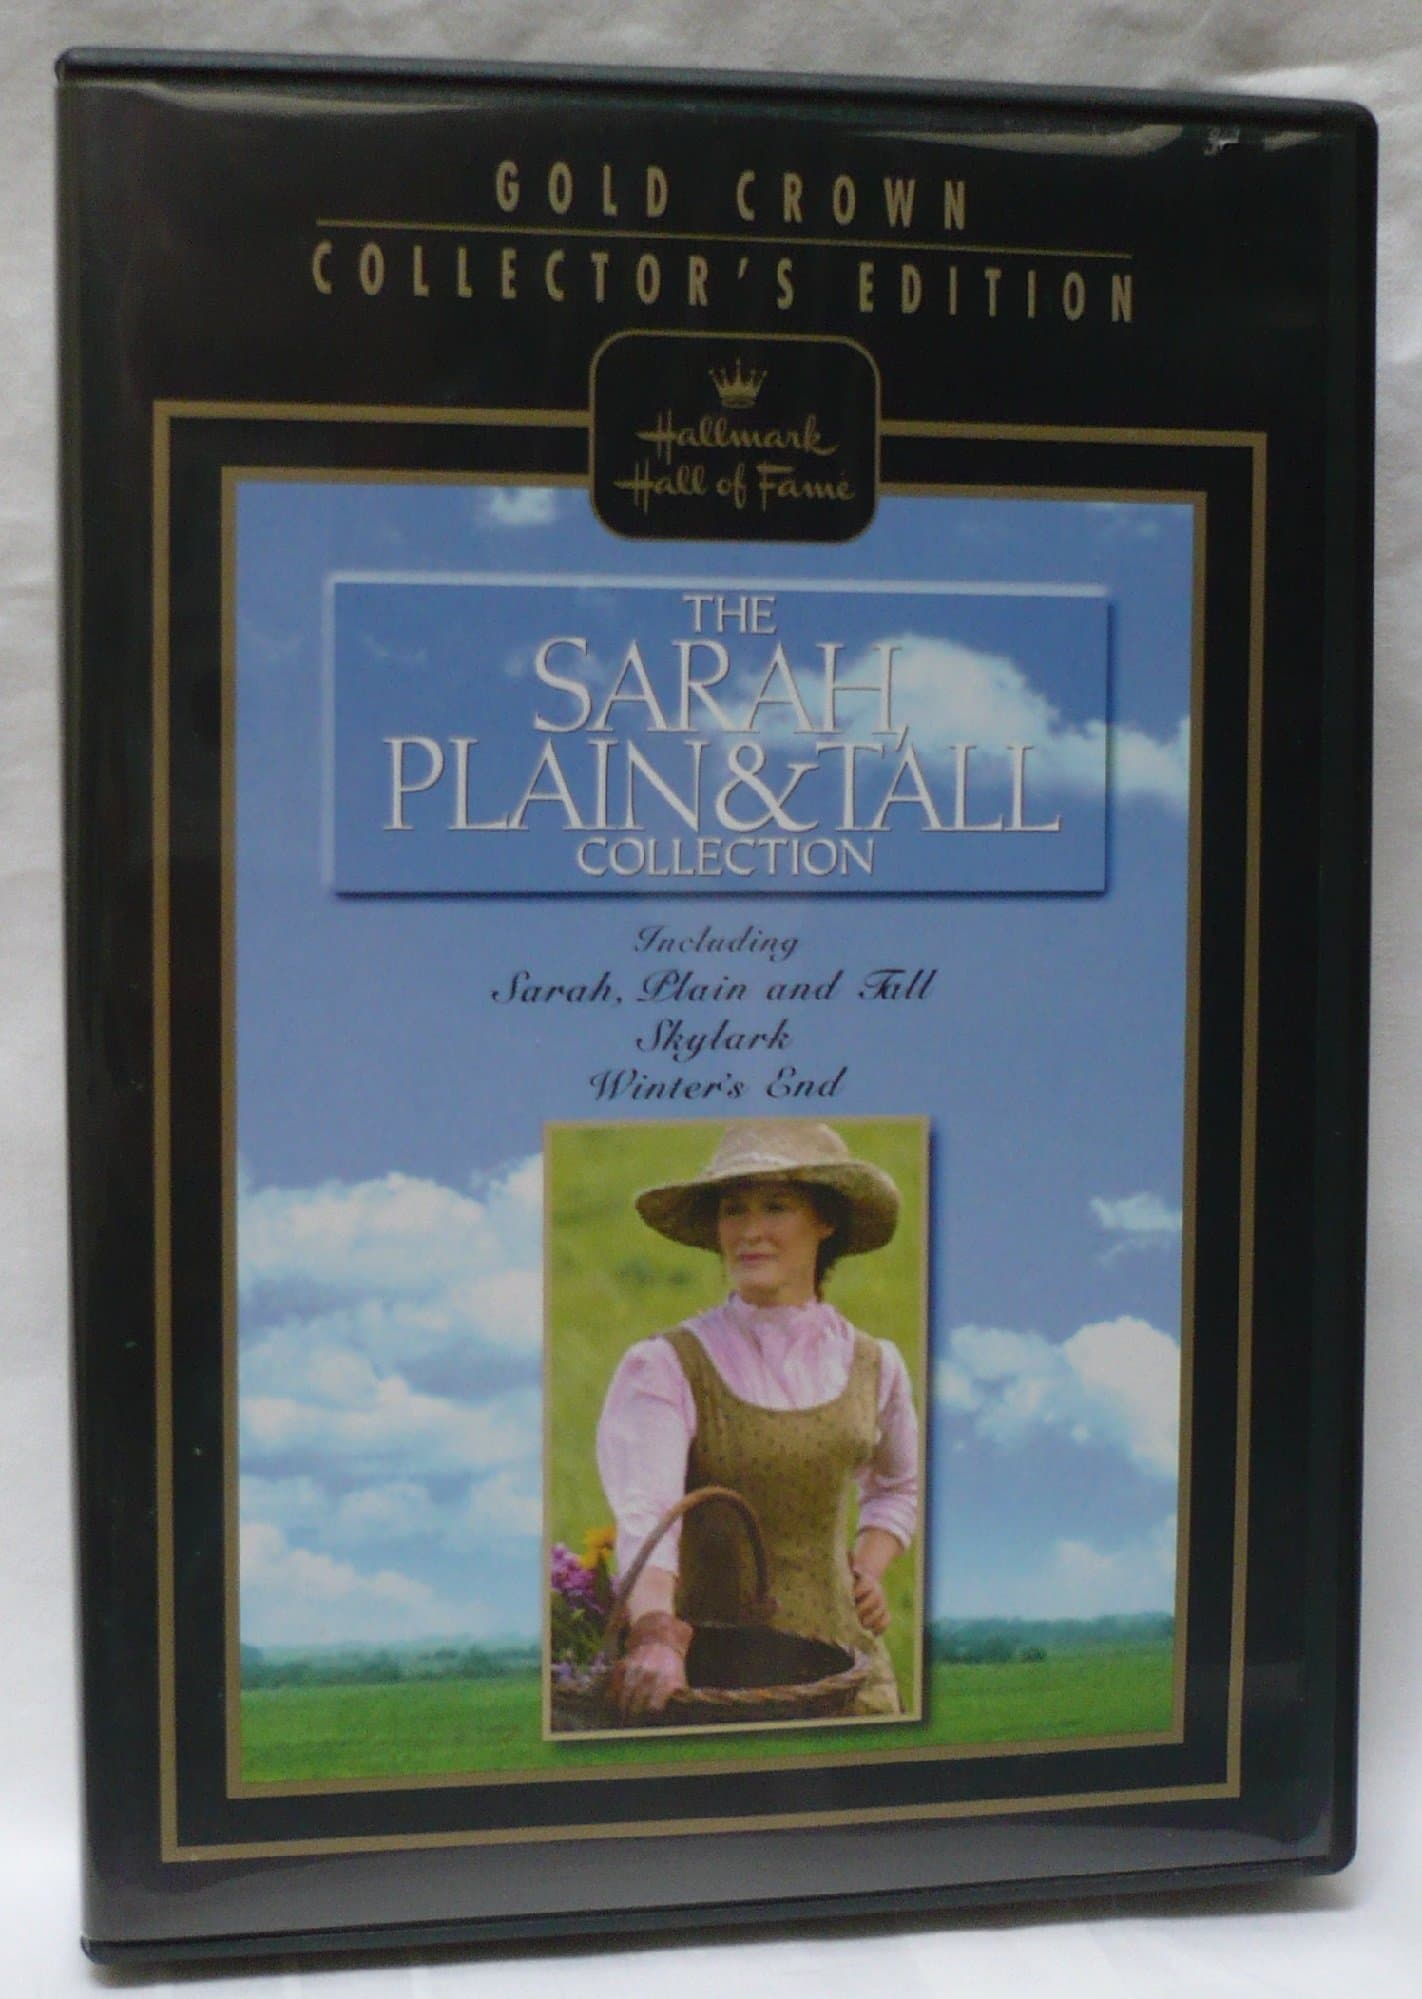 GOLD CROWN
COLLECTOR'S EDITION
Hallmark
Hall of Fame
THE
SARAH,
PLAIN & TALL
COLLECTION
Including
Sarah, Plain and Tall
Skylark
Winter's End